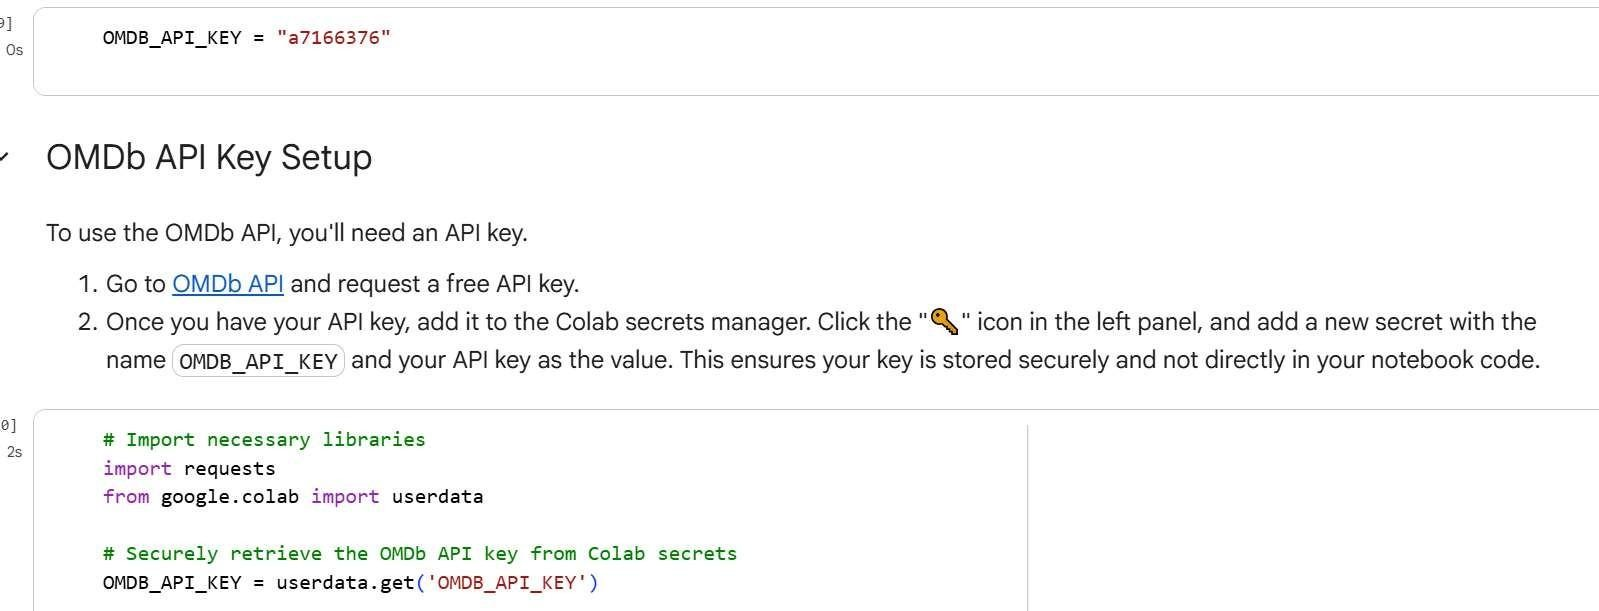 9]
0s
OMDB_API_KEY = "a7166376"
OMDb API Key Setup
To use the OMDb API, you'll need an API key.
1. Go to OMDb API and request a free API key.
2. Once you have your API key, add it to the Colab secrets manager. Click the "🔑" icon in the left panel, and add a new secret with the
name OMDB_API_KEY and your API key as the value. This ensures your key is stored securely and not directly in your notebook code.
0]
2s
# Import necessary libraries
import requests
from google.colab import userdata
# Securely retrieve the OMDb API key from Colab secrets
OMDB_API_KEY = userdata.get('OMDB_API_KEY')